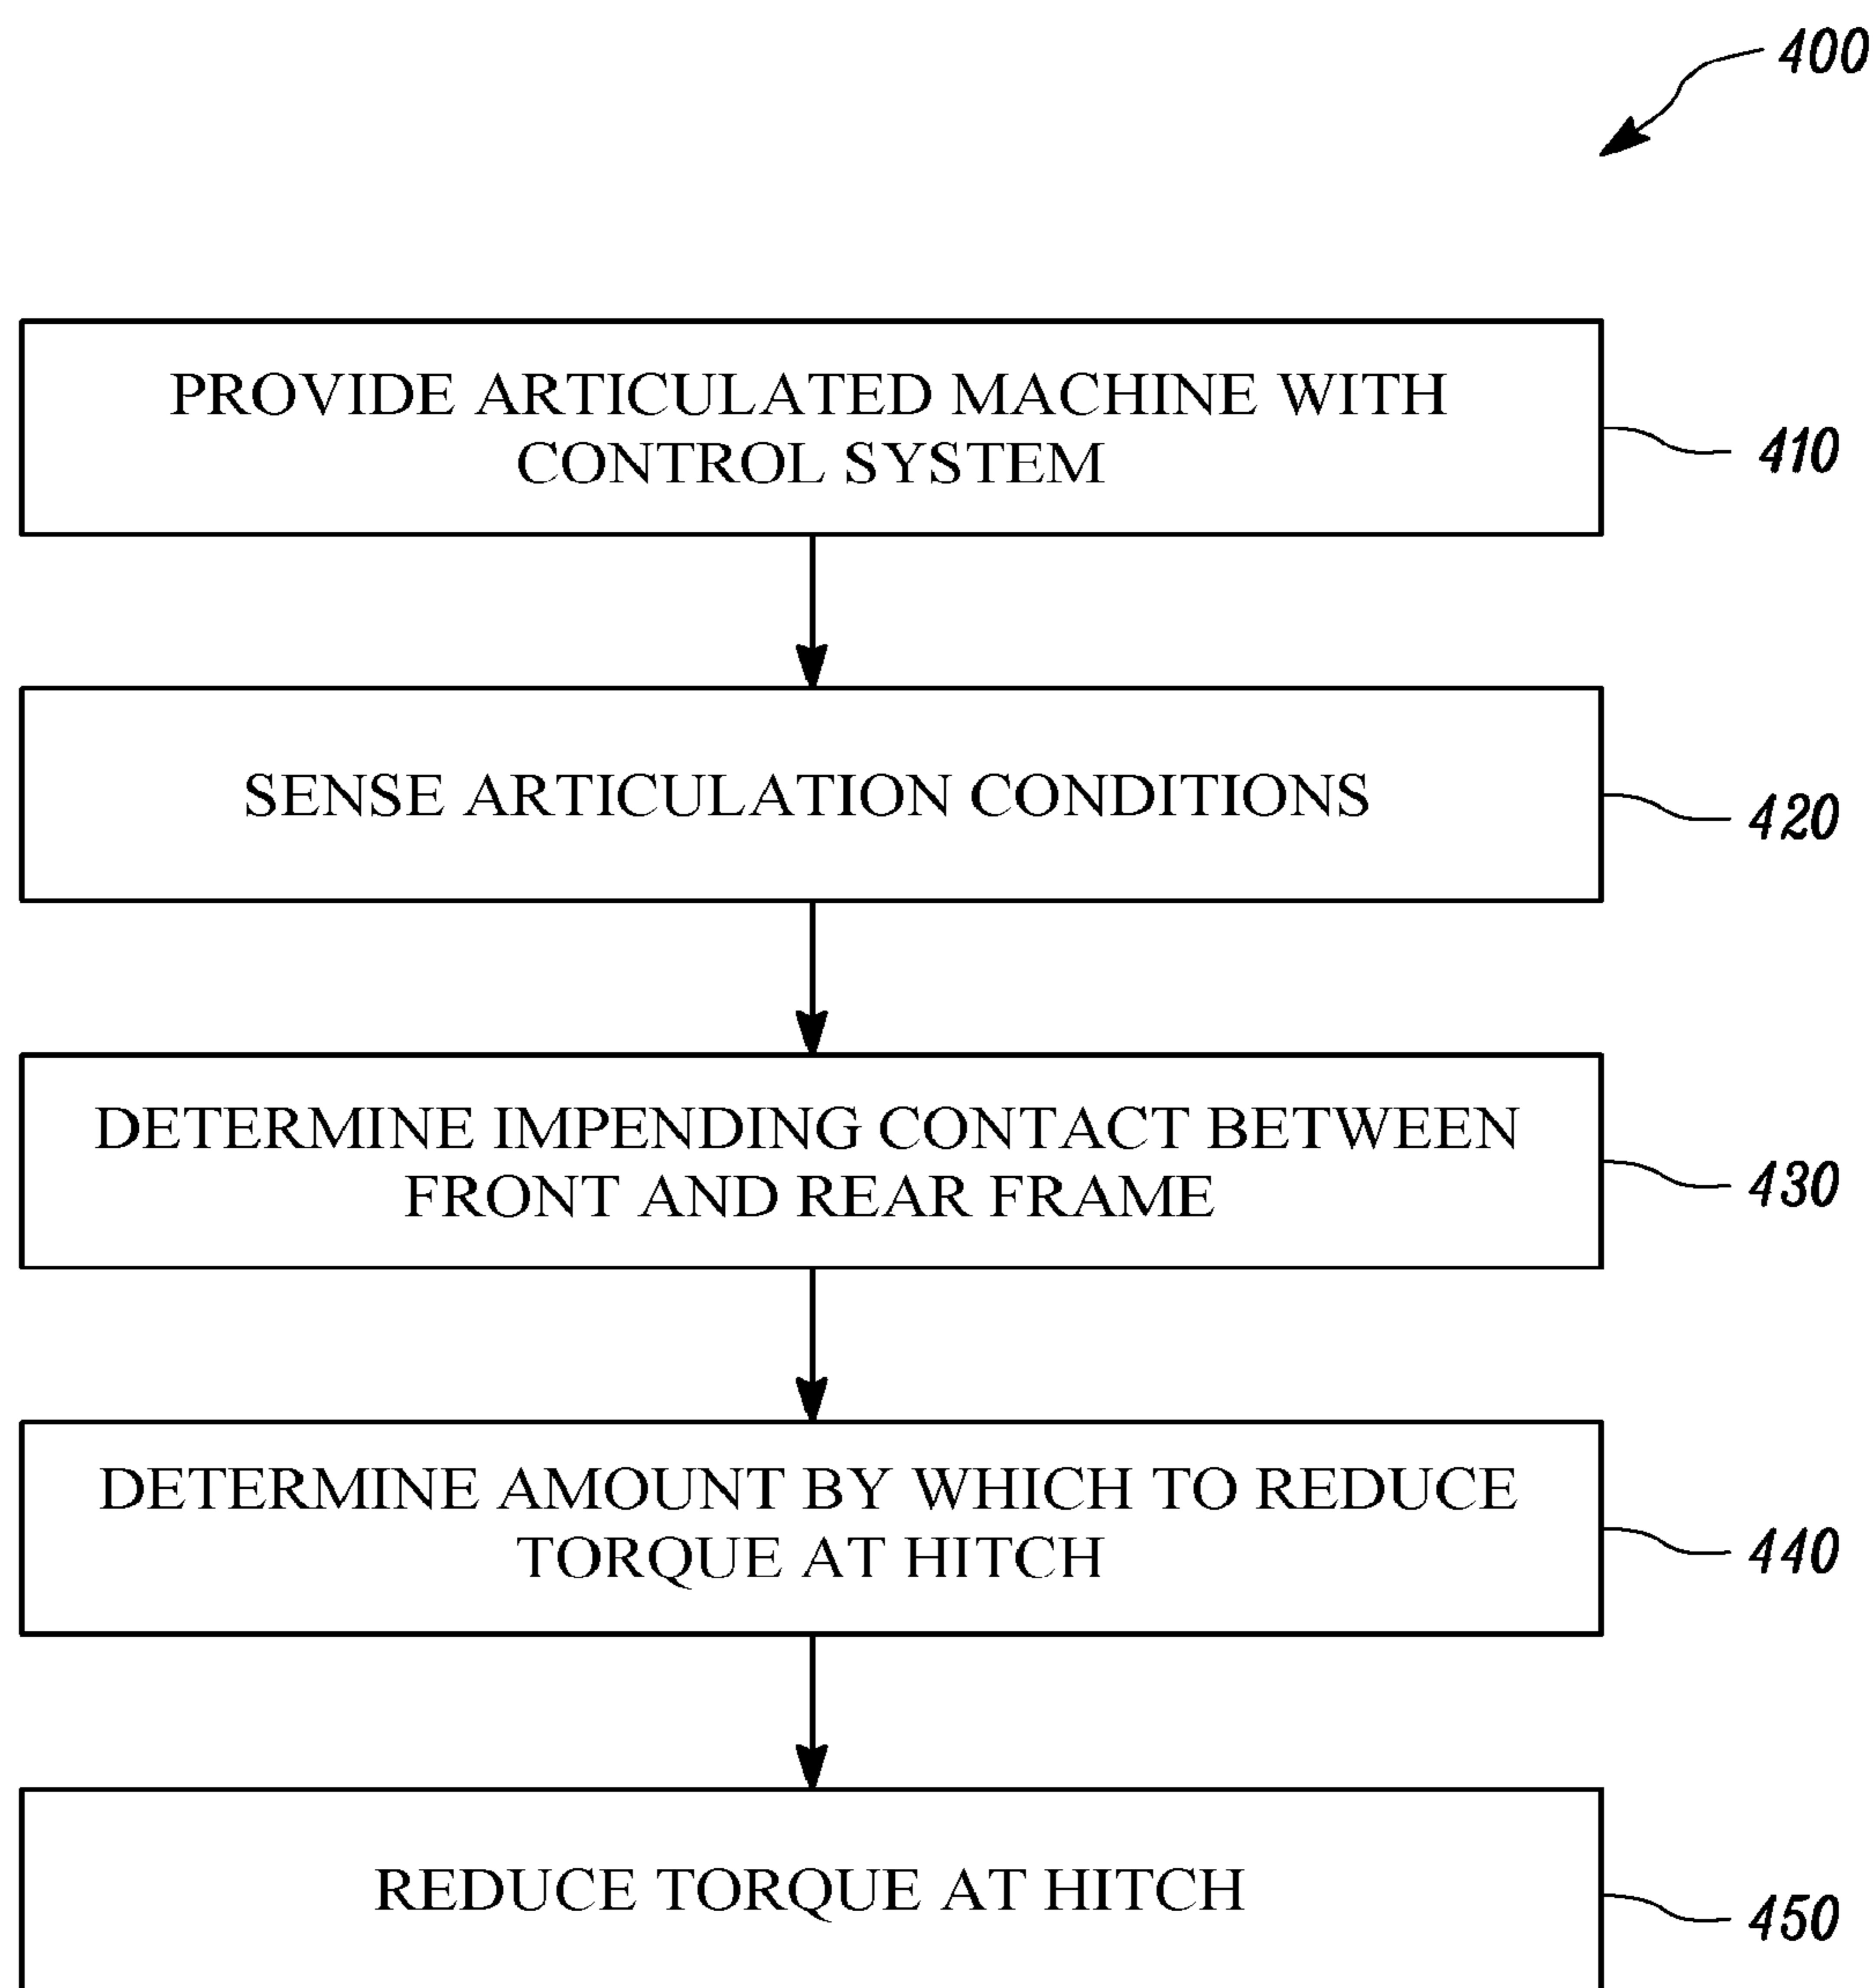 400
PROVIDE ARTICULATED MACHINE WITH
CONTROL SYSTEM
410
SENSE ARTICULATION CONDITIONS
420
DETERMINE IMPENDING CONTACT BETWEEN
FRONT AND REAR FRAME
430
DETERMINE AMOUNT BY WHICH TO REDUCE
TORQUE AT HITCH
440
REDUCE TORQUE AT HITCH
450